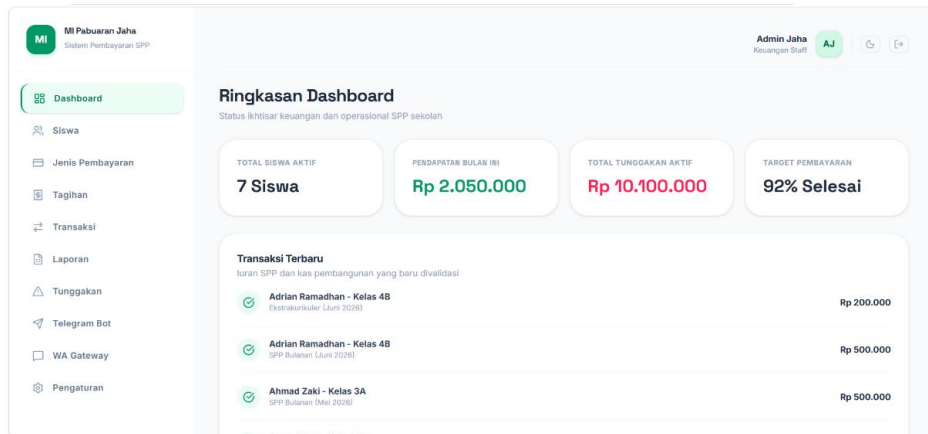 MI
MI Pabuaran Jaha
Sistem Pembayaran SPP
Admin Jaha
Keuangan Staff
AJ
Dashboard
Siswa
Jenis Pembayaran
Tagihan
Transaksi
Laporan
Tunggakan
Telegram Bot
WA Gateway
Pengaturan
Ringkasan Dashboard
Status ikhtisar keuangan dan operasional SPP sekolah
TOTAL SISWA AKTIF
7 Siswa
PENDAPATAN BULAN INI
Rp 2.050.000
TOTAL TUNGGAKAN AKTIF
Rp 10.100.000
TARGET PEMBAYARAN
92% Selesai
Transaksi Terbaru
Iuran SPP dan kas pembangunan yang baru divalidasi
Adrian Ramadhan - Kelas 4B
Ekstrakurikuler (Juni 2026)
Rp 200.000
Adrian Ramadhan - Kelas 4B
SPP Bulanan (Juni 2026)
Rp 500.000
Ahmad Zaki - Kelas 3A
SPP Bulanan (Mei 2026)
Rp 500.000